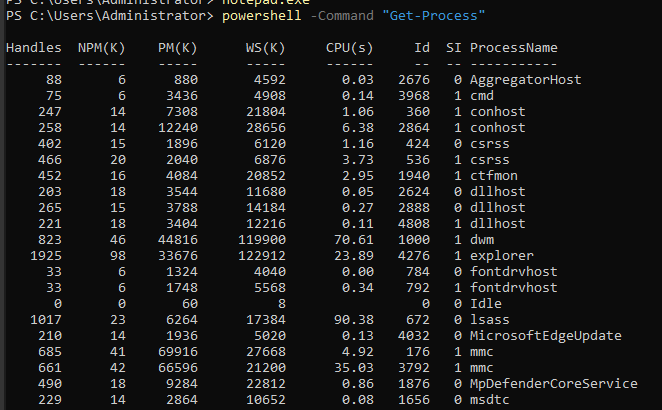 PS C:\Users\Administrator> notepad.exe
PS C:\Users\Administrator> powershell -Command "Get-Process"
Handles NPM(K) PM(K) WS(K) CPU(s) Id SI ProcessName
------- ------ ----- ----- ------ -- -- -----------
88 6 880 4592 0.03 2676 0 AggregatorHost
75 6 3436 4908 0.14 3968 1 cmd
247 14 7308 21804 1.06 360 1 conhost
258 14 12240 28656 6.38 2864 1 conhost
402 15 1896 6120 1.16 424 0 csrss
466 20 2040 6876 3.73 536 1 csrss
452 16 4084 20852 2.95 1940 1 ctfmon
203 18 3544 11680 0.05 2624 0 dllhost
265 15 3788 14184 0.27 2888 0 dllhost
221 18 3404 12216 0.11 4808 1 dllhost
823 46 44816 119900 70.61 1000 1 dwm
1925 98 33676 122912 23.89 4276 1 explorer
33 6 1324 4040 0.00 784 0 fontdrvhost
33 6 1748 5568 0.34 792 1 fontdrvhost
0 0 60 8 0 0 Idle
1017 23 6264 17384 90.38 672 0 lsass
210 14 1936 5020 0.13 4032 0 MicrosoftEdgeUpdate
685 41 69916 27668 4.92 176 1 mmc
661 42 66596 21200 35.03 3792 1 mmc
490 18 9284 22812 0.86 1876 0 MpDefenderCoreService
229 14 2864 10652 0.08 1656 0 msdtc